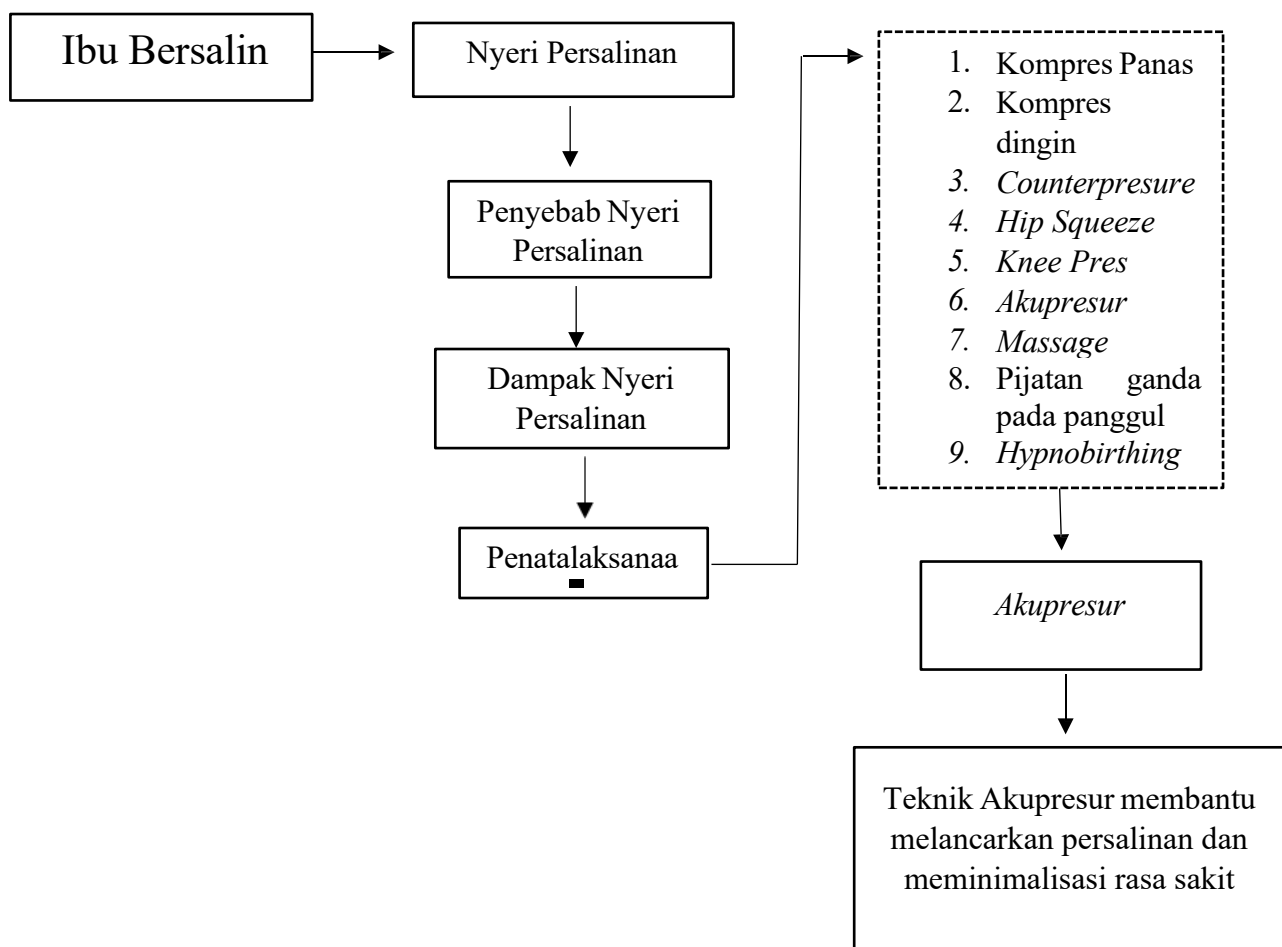 Ibu Bersalin
Nyeri Persalinan
Penyebab Nyeri
Persalinan
Dampak Nyeri
Persalinan
Penatalaksanaa
1. Kompres Panas
2. Kompres
dingin
3. Counterpresure
4. Hip Squeeze
5. Knee Pres
6. Akupresur
7. Massage
8. Pijatan ganda
pada panggul
9. Hypnobirthing
Akupresur
Teknik Akupresur membantu
melancarkan persalinan dan
meminimalisasi rasa sakit